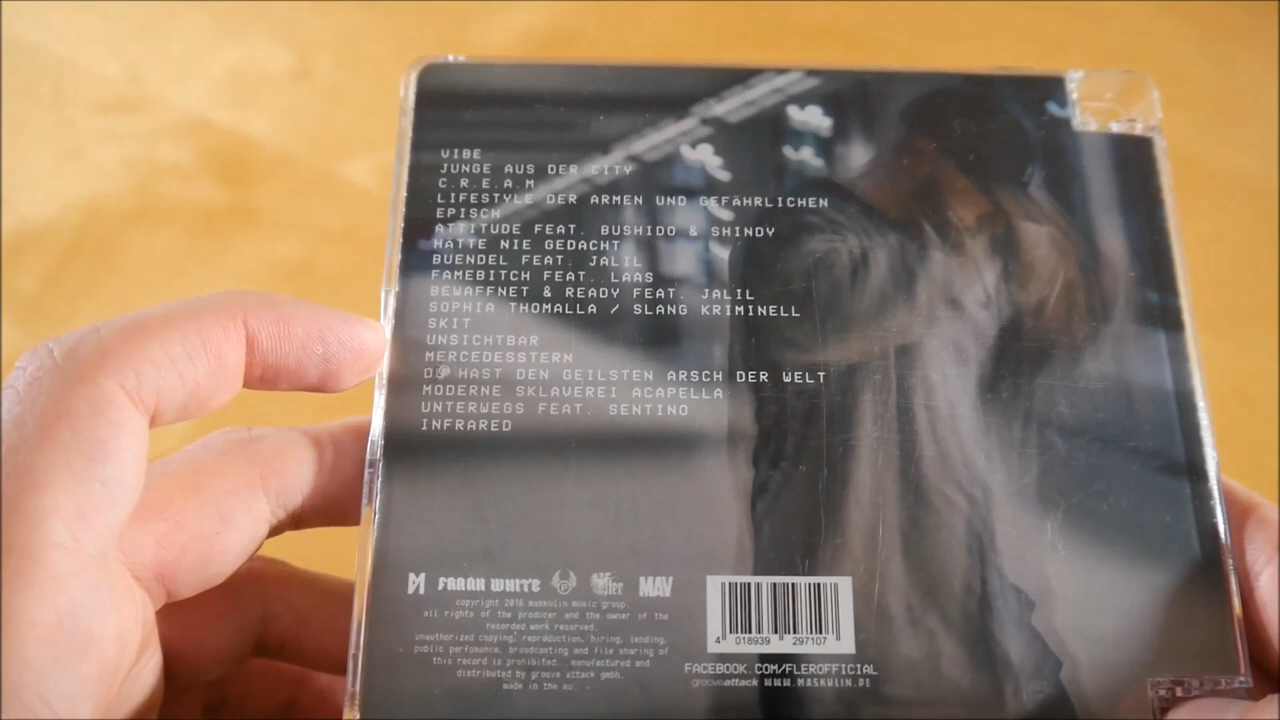 VIBE
JUNGE AUS DER CITY
C.R.E.A.M
LIFESTYLE DER ARMEN UND GEFÄHRLICHEN
EPISCH
ATTITUDE FEAT. BUSHIDO & SHINDY
HÄTTE NIE GEDACHT
BUENDEL FEAT. JALIL
FAMEBITCH FEAT. LAAS
BEWAFFNET & READY FEAT. JALIL
SOPHIA THOMALLA / SLANG KRIMINELL
SKIT
UNSICHTBAR
MERCEDESSTERN
DU HAST DEN GEILSTEN ARSCH DER WELT
MODERNE SKLAVEREI ACAPELLA
UNTERWEGS FEAT. SENTINO
INFRARED
FRANK WHITE fler MAV
copyright 2016 maskulin music group.
all rights of the producer and the owner of the
recorded work reserved.
unauthorized copying, reproduction, hiring, lending,
public perfomance, broadcasting and file sharing of
this record is prohibited. manufactured and
distributed by groove attack gmbh.
made in the eu.
4 018939 297107
FACEBOOK.COM/FLEROFFICIAL
grooveattack WWW.MASKULIN.DE